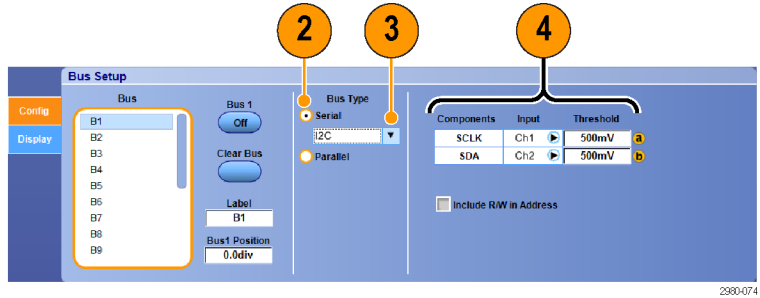 2
3
4
Bus Setup
Config
Display
Bus
B1
B2
B3
B4
B5
B6
B7
B8
B9
Bus 1
Off
Clear Bus
Label
B1
Bus1 Position
0.0div
Bus Type
Serial
I2C
Parallel
Components Input Threshold
SCLK Ch1 500mV a
SDA Ch2 500mV b
Include R/W in Address
2980-074